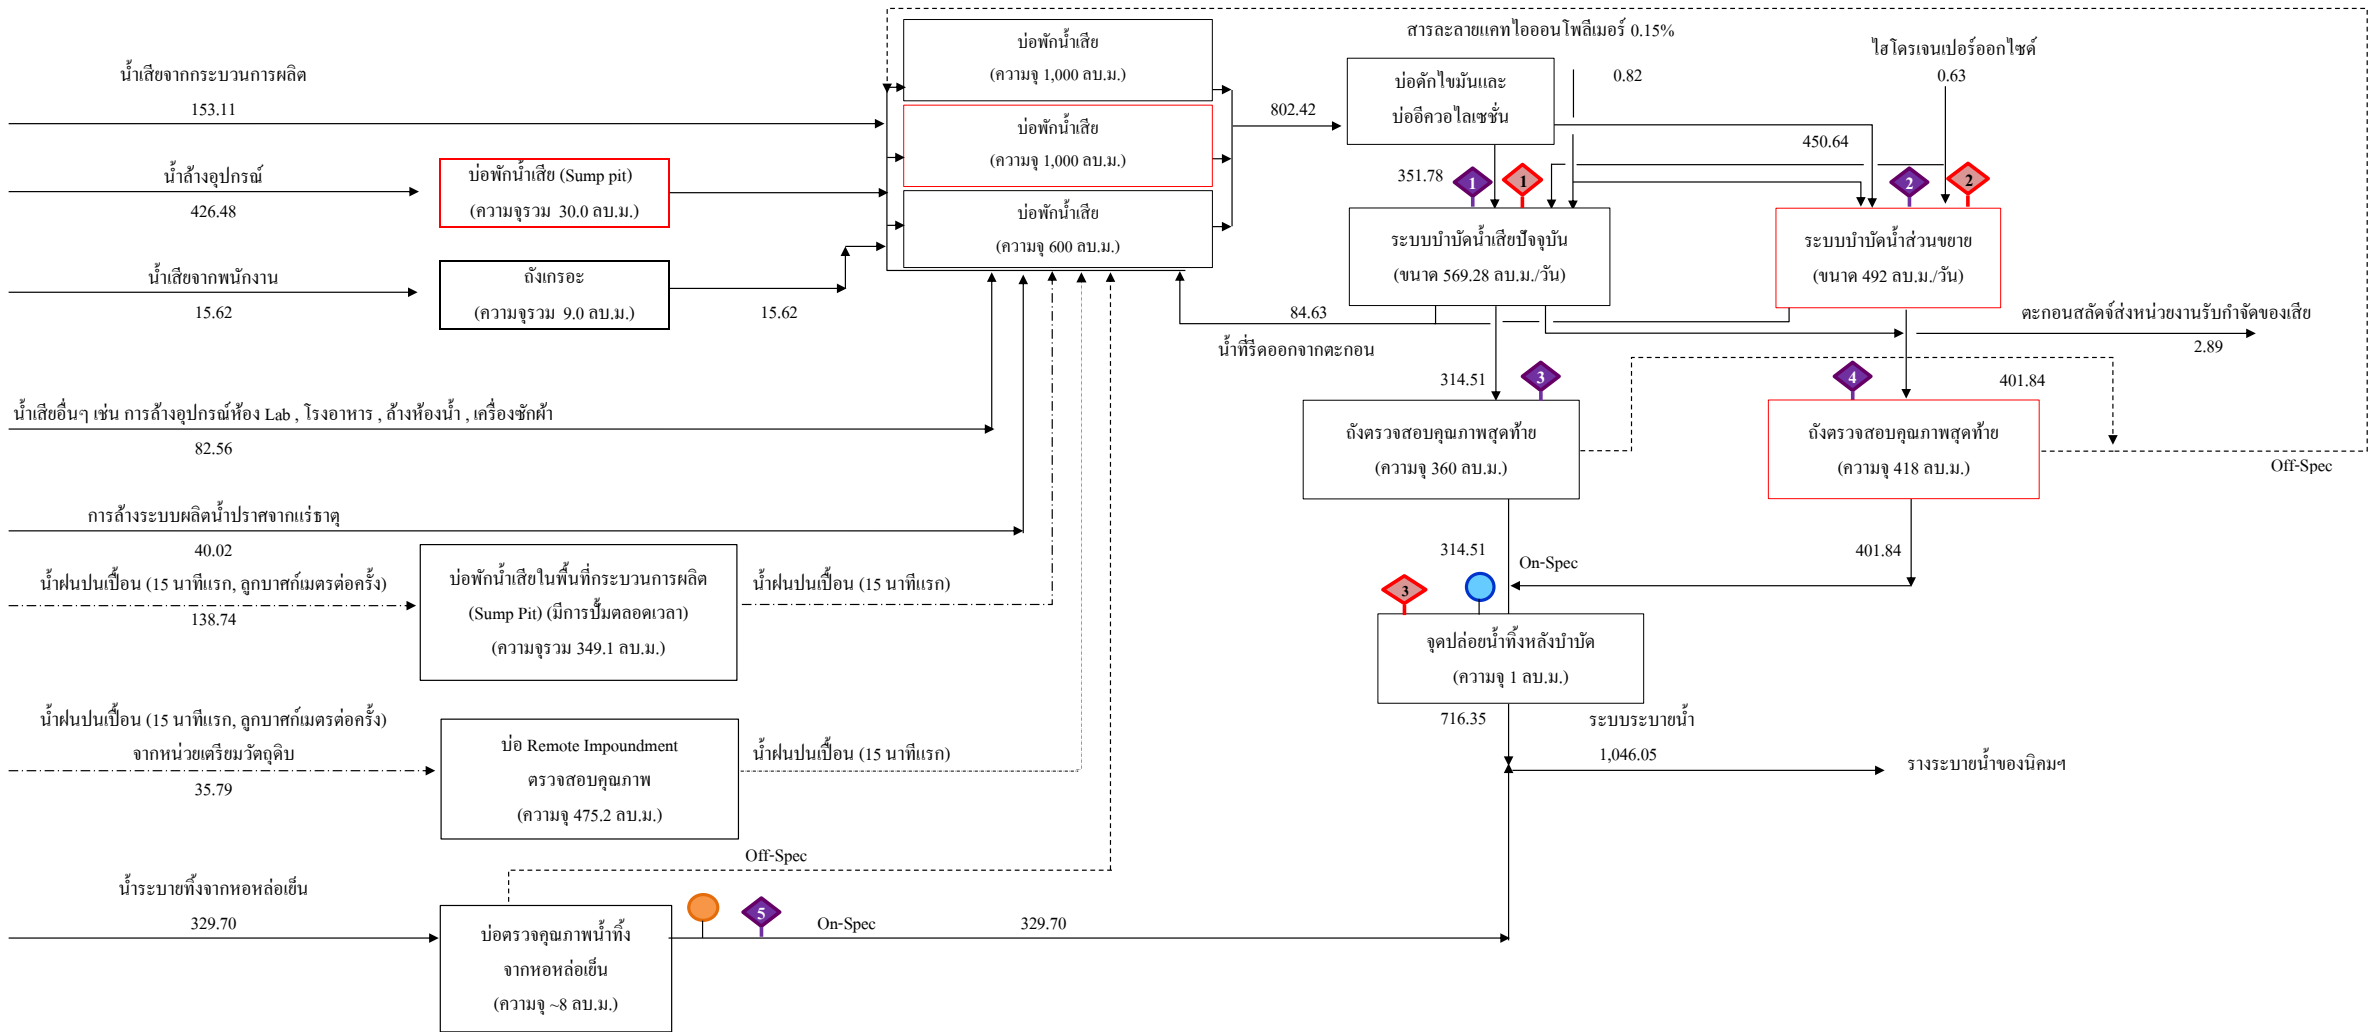 สารละลายแคทไอออนโพลีเมอร์ 0.15%
0.82
ไฮโดรเจนเปอร์ออกไซด์
0.63
น้ำเสียจากกระบวนการผลิต
153.11
บ่อพักน้ำเสีย
(ความจุ 1,000 ลบ.ม.)
บ่อพักน้ำเสีย
(ความจุ 1,000 ลบ.ม.)
บ่อพักน้ำเสีย
(ความจุ 600 ลบ.ม.)
802.42
บ่อดักไขมันและ
บ่ออีควอไลเซชั่น
450.64
351.78
1
1
2
2
น้ำล้างอุปกรณ์
426.48
บ่อพักน้ำเสีย (Sump pit)
(ความจุรวม 30.0 ลบ.ม.)
ระบบบำบัดน้ำเสียปัจจุบัน
(ขนาด 569.28 ลบ.ม./วัน)
ระบบบำบัดน้ำส่วนขยาย
(ขนาด 492 ลบ.ม./วัน)
น้ำเสียจากพนักงาน
15.62
ถังเกรอะ
(ความจุรวม 9.0 ลบ.ม.)
15.62
84.63
น้ำที่รีดออกจากตะกอน
ตะกอนสลัดจ์ส่งหน่วยงานรับกำจัดของเสีย
2.89
314.51
3
4
401.84
น้ำเสียอื่นๆ เช่น การล้างอุปกรณ์ห้อง Lab , โรงอาหาร , ล้างห้องน้ำ , เครื่องซักผ้า
82.56
ถังตรวจสอบคุณภาพสุดท้าย
(ความจุ 360 ลบ.ม.)
ถังตรวจสอบคุณภาพสุดท้าย
(ความจุ 418 ลบ.ม.)
Off-Spec
การล้างระบบผลิตน้ำปราศจากแร่ธาตุ
40.02
314.51
On-Spec
401.84
น้ำฝนปนเปื้อน (15 นาทีแรก, ลูกบาศก์เมตรต่อครั้ง)
138.74
บ่อพักน้ำเสียในพื้นที่กระบวนการผลิต
(Sump Pit) (มีการปั้มตลอดเวลา)
(ความจุรวม 349.1 ลบ.ม.)
น้ำฝนปนเปื้อน (15 นาทีแรก)
3
จุดปล่อยน้ำทิ้งหลังบำบัด
(ความจุ 1 ลบ.ม.)
716.35
ระบบระบายน้ำ
1,046.05
รางระบายน้ำของนิคมฯ
น้ำฝนปนเปื้อน (15 นาทีแรก, ลูกบาศก์เมตรต่อครั้ง)
จากหน่วยเตรียมวัตถุดิบ
35.79
บ่อ Remote Impoundment
ตรวจสอบคุณภาพ
(ความจุ 475.2 ลบ.ม.)
น้ำฝนปนเปื้อน (15 นาทีแรก)
Off-Spec
น้ำระบายทิ้งจากหอหล่อเย็น
329.70
บ่อตรวจคุณภาพน้ำทิ้ง
จากหอหล่อเย็น
(ความจุ ~8 ลบ.ม.)
5
On-Spec
329.70